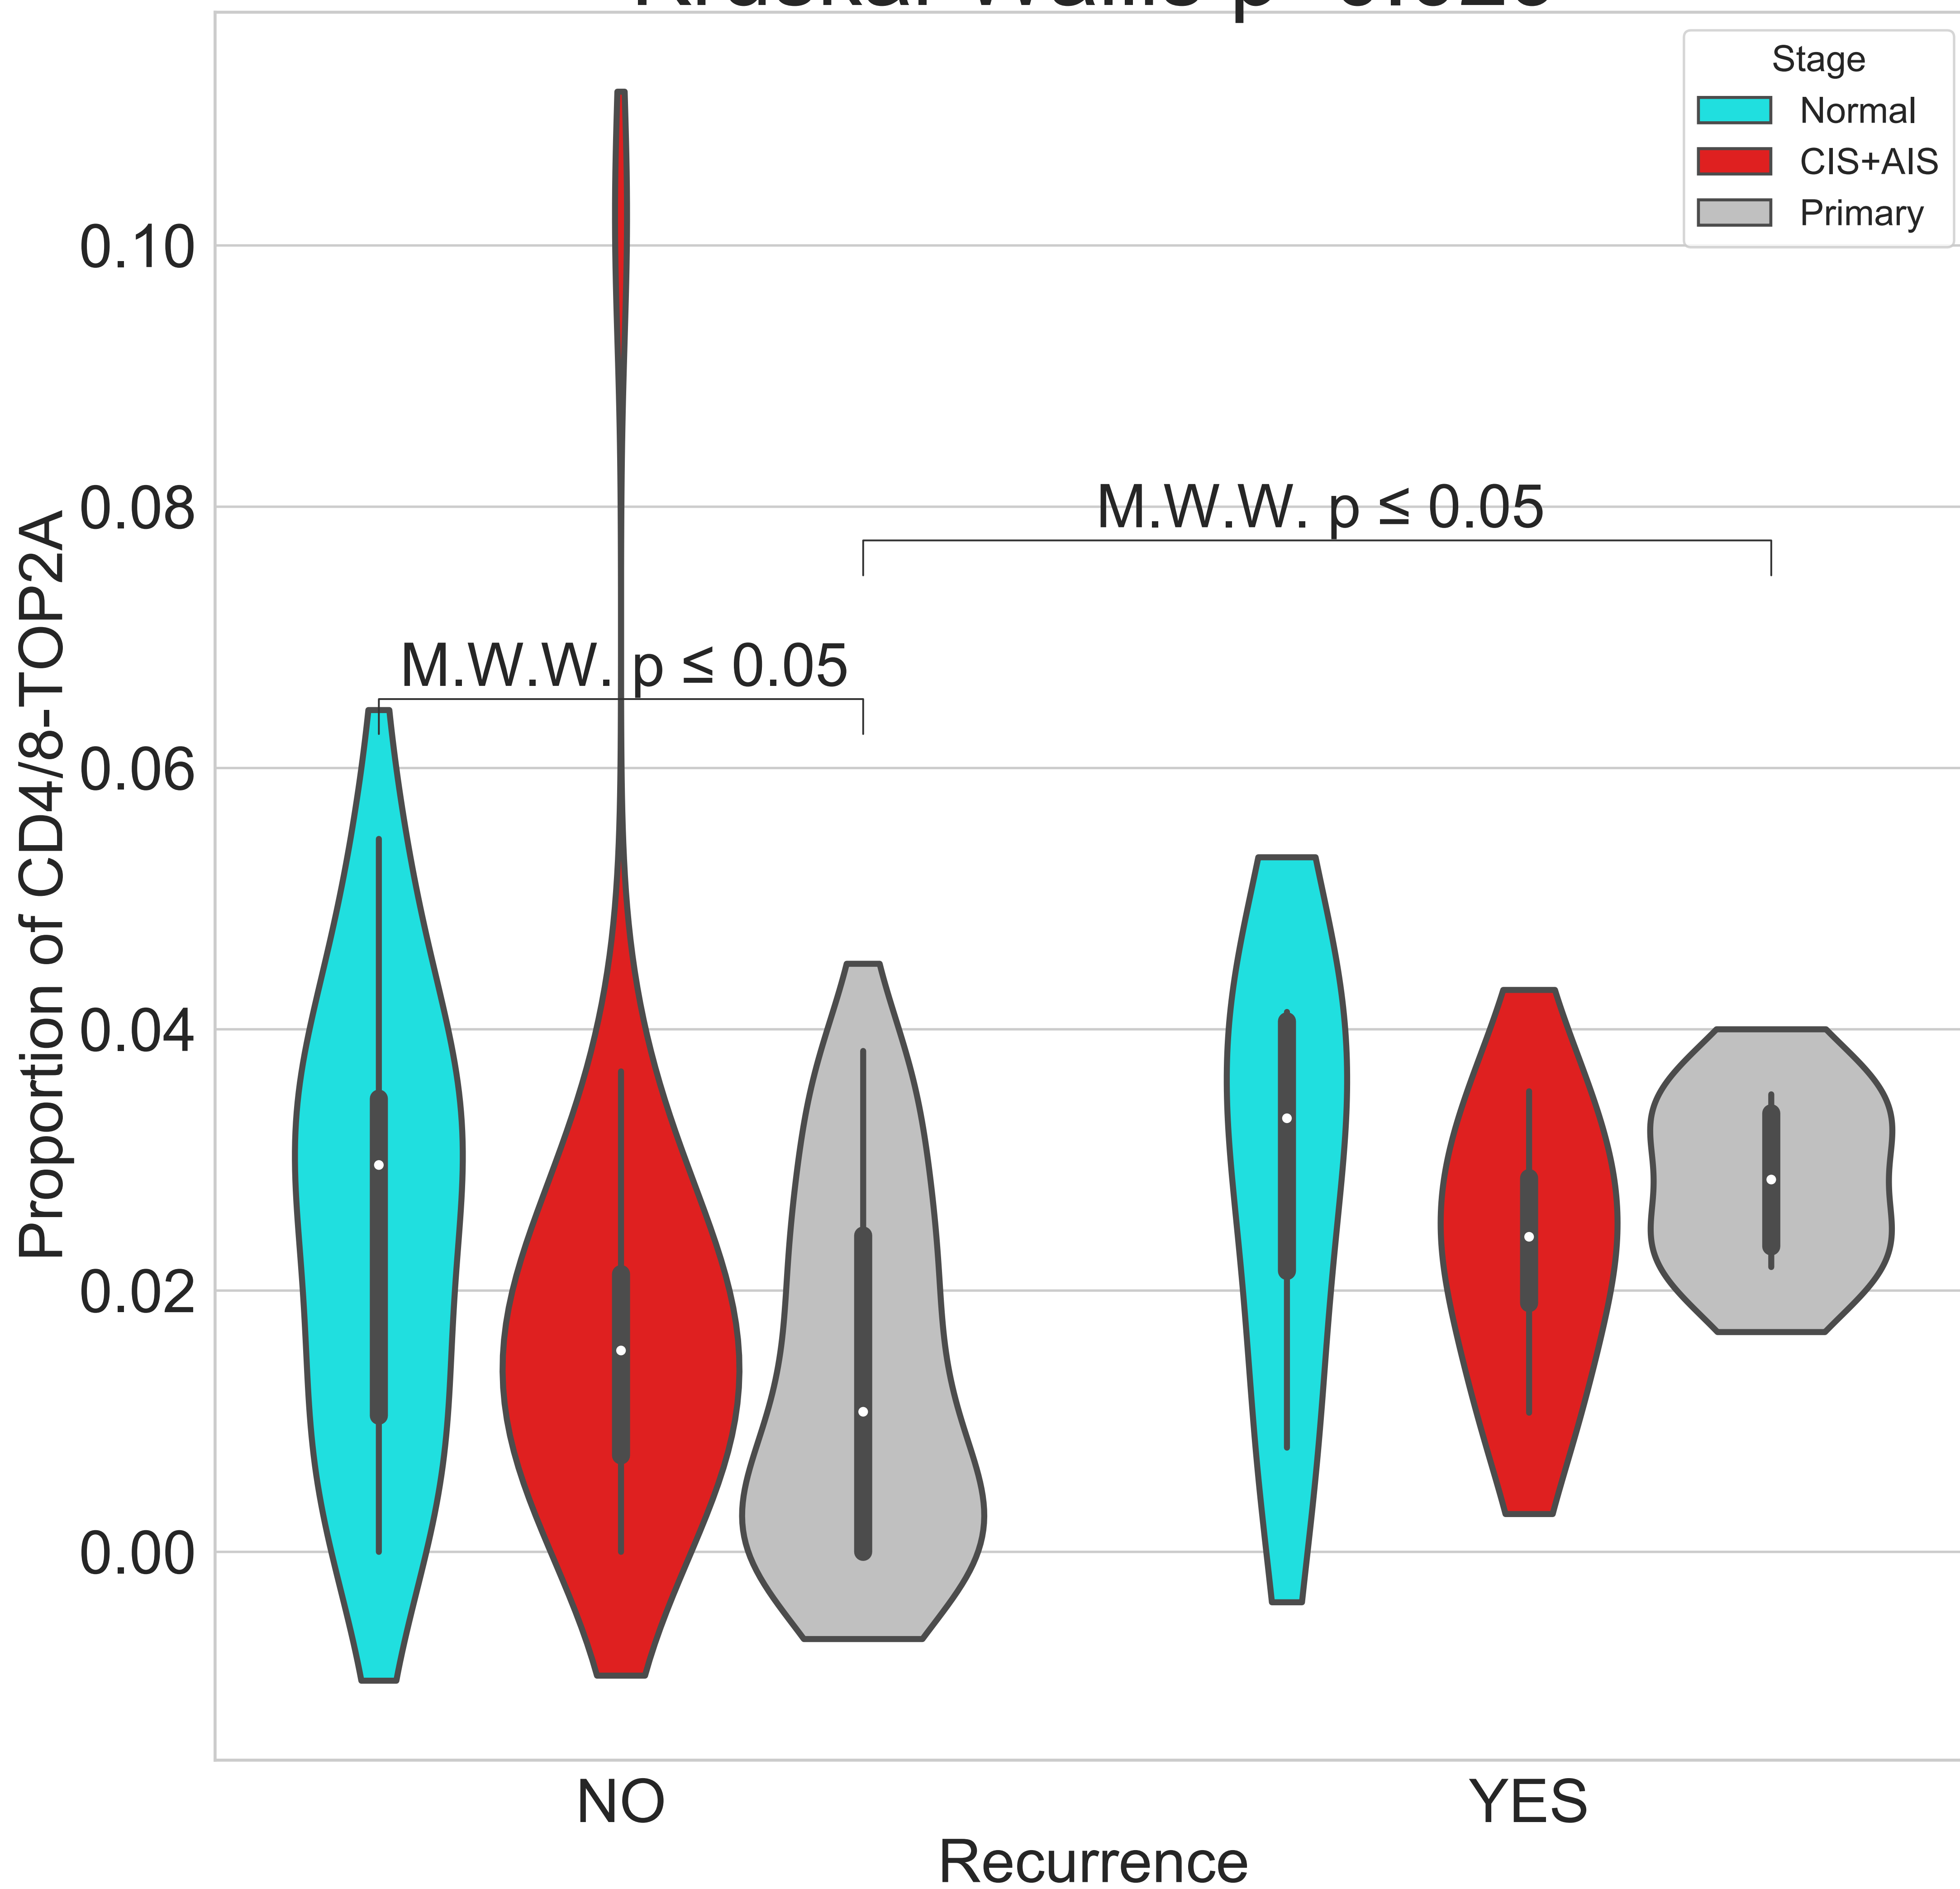 Stage
Normal
CIS+AIS
Primary
0.10
0.08
0.06
0.04
0.02
0.00
Proportion of CD4/8-TOP2A
M.W.W. p ≤ 0.05
M.W.W. p ≤ 0.05
NO
YES
Recurrence